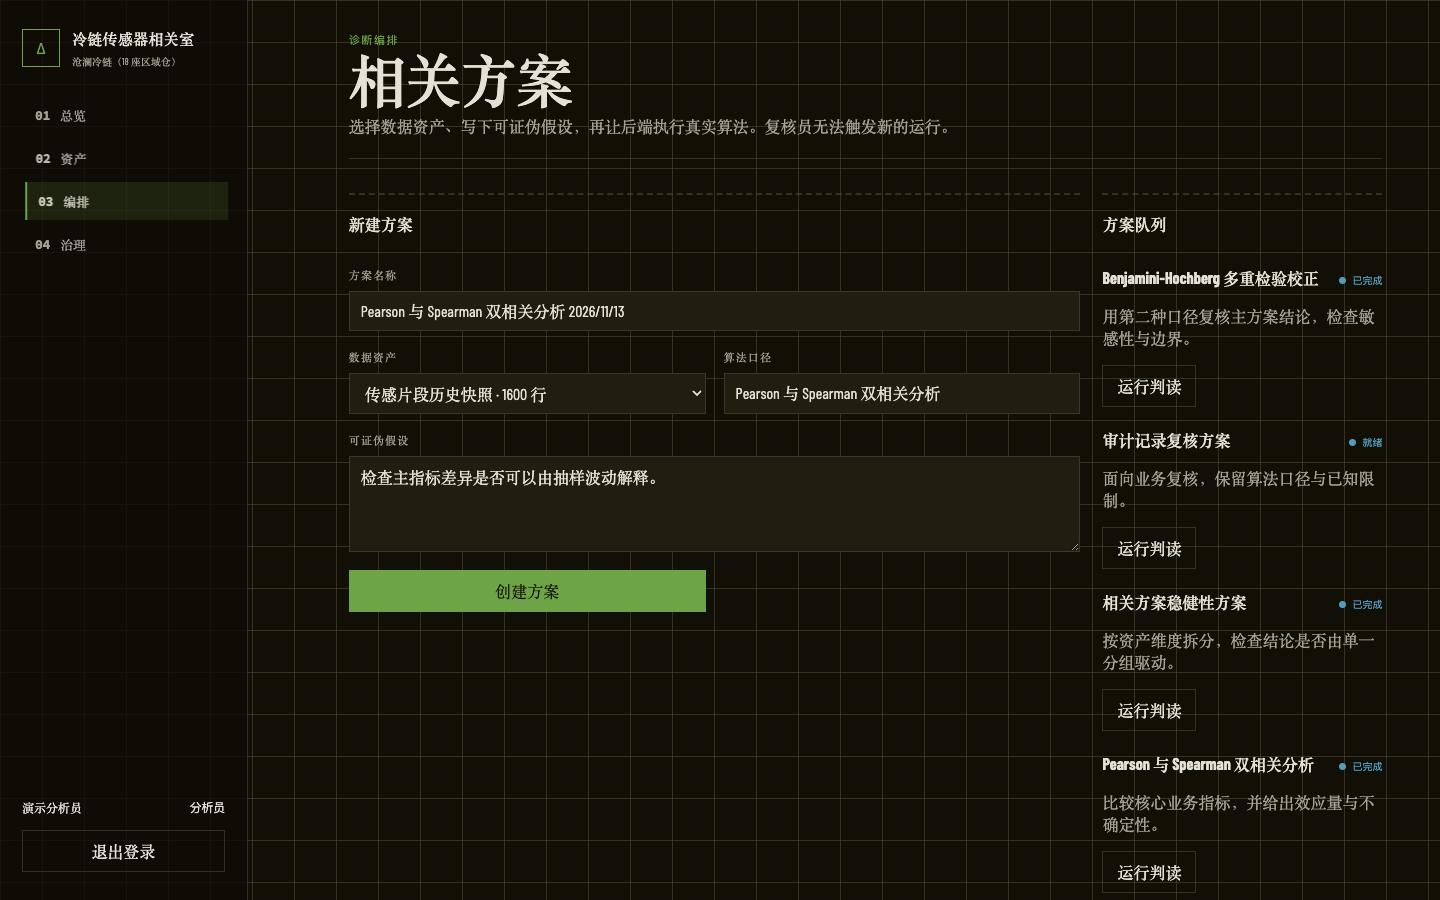 Δ
冷链传感器相关室
沧澜冷链（18 座区域仓）
01 总览
02 资产
03 编排
04 治理
演示分析员 分析员
退出登录
诊断编排
相关方案
选择数据资产、写下可证伪假设，再让后端执行真实算法。复核员无法触发新的运行。
新建方案
方案名称
Pearson 与 Spearman 双相关分析 2026/11/13
数据资产 算法口径
传感片段历史快照 · 1600 行 Pearson 与 Spearman 双相关分析
可证伪假设
检查主指标差异是否可以由抽样波动解释。
创建方案
方案队列
Benjamini-Hochberg 多重检验校正 已完成
用第二种口径复核主方案结论，检查敏
感性与边界。
运行判读
审计记录复核方案 就绪
面向业务复核，保留算法口径与已知限
制。
运行判读
相关方案稳健性方案 已完成
按资产维度拆分，检查结论是否由单一
分组驱动。
运行判读
Pearson 与 Spearman 双相关分析 已完成
比较核心业务指标，并给出效应量与不
确定性。
运行判读